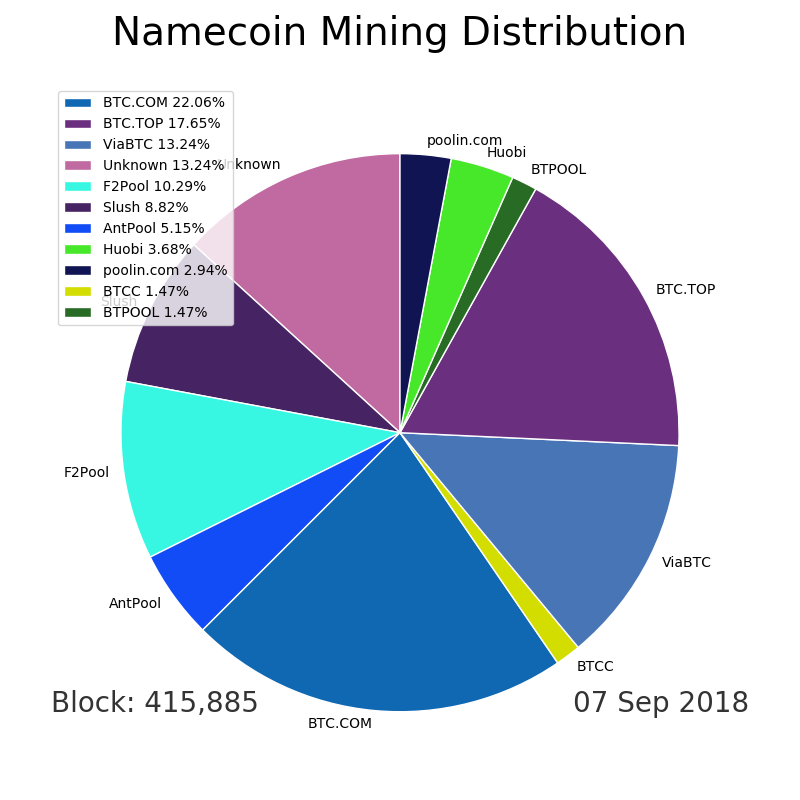 Namecoin Mining Distribution
BTC.COM 22.06%
BTC.TOP 17.65%
ViaBTC 13.24%
Unknown 13.24%
F2Pool 10.29%
Slush 8.82%
AntPool 5.15%
Huobi 3.68%
poolin.com 2.94%
BTCC 1.47%
BTPOOL 1.47%
poolin.com
Huobi
BTPOOL
Unknown
BTC.TOP
Slush
F2Pool
ViaBTC
AntPool
BTCC
BTC.COM
Block: 415,885
07 Sep 2018